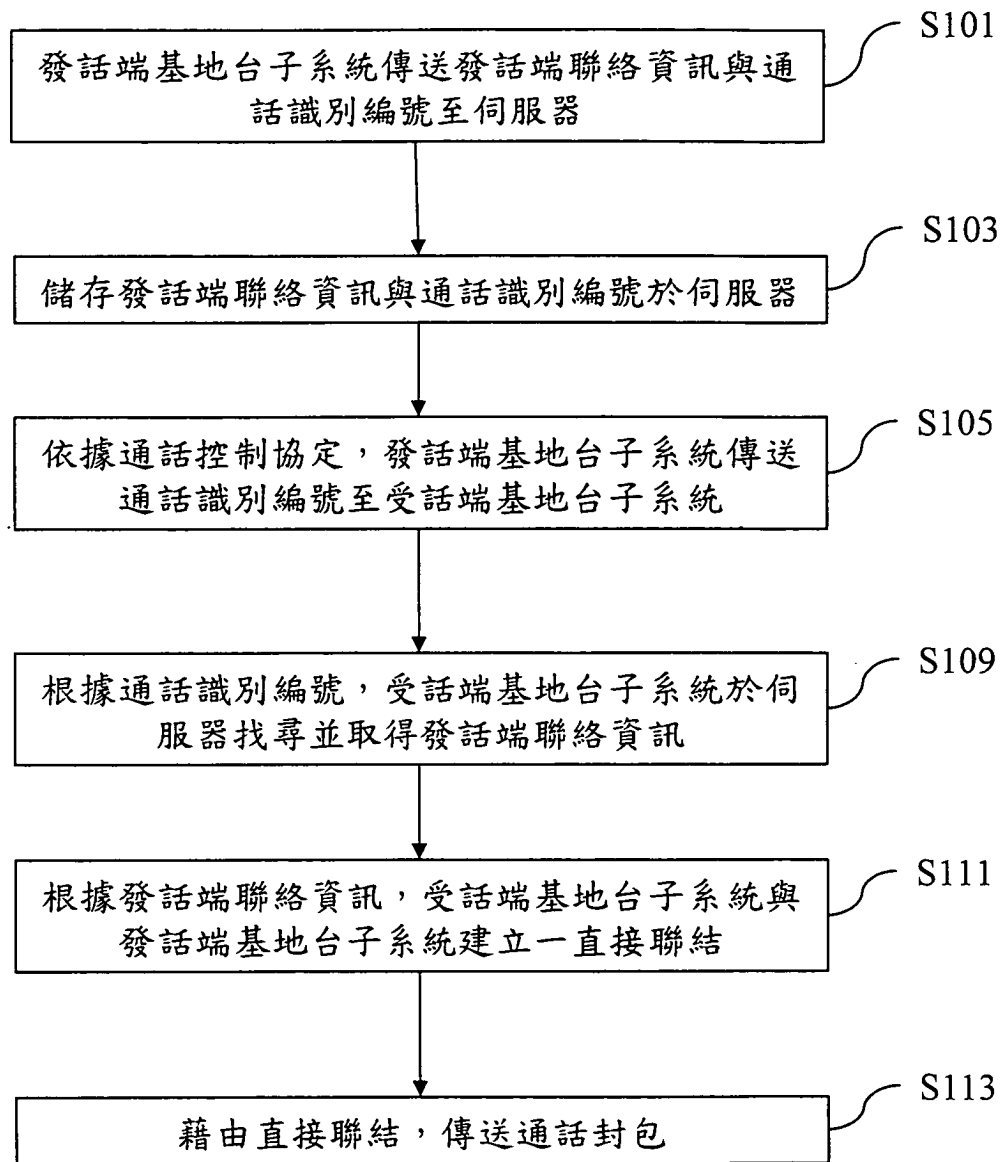 S101
發話端基地台子系統傳送發話端聯絡資訊與通
話識別編號至伺服器
S103
儲存發話端聯絡資訊與通話識別編號於伺服器
S105
依據通話控制協定，發話端基地台子系統傳送
通話識別編號至受話端基地台子系統
S109
根據通話識別編號，受話端基地台子系統於伺
服器找尋並取得發話端聯絡資訊
S111
根據發話端聯絡資訊，受話端基地台子系統與
發話端基地台子系統建立一直接聯結
S113
藉由直接聯結，傳送通話封包